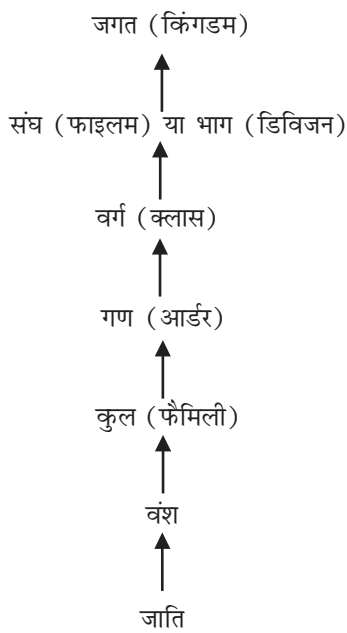 जगत (किंगडम)
संघ (फाइलम) या भाग (डिविजन)
वर्ग (क्लास)
गण (आर्डर)
कुल (फैमिली)
वंश
जाति